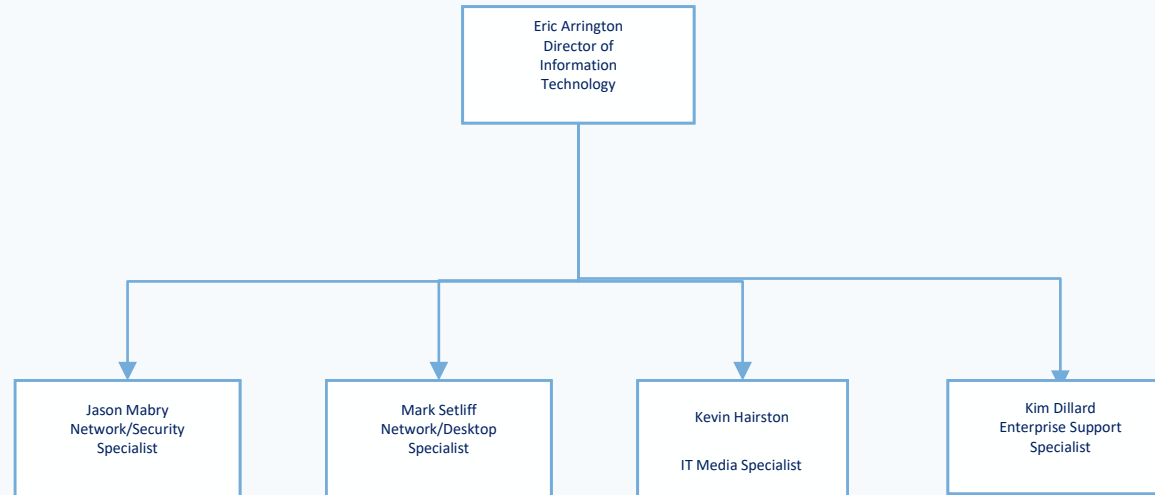 Eric Arrington
Director of
Information
Technology
Jason Mabry
Network/Security
Specialist
Mark Setliff
Network/Desktop
Specialist
Kevin Hairston
IT Media Specialist
Kim Dillard
Enterprise Support
Specialist